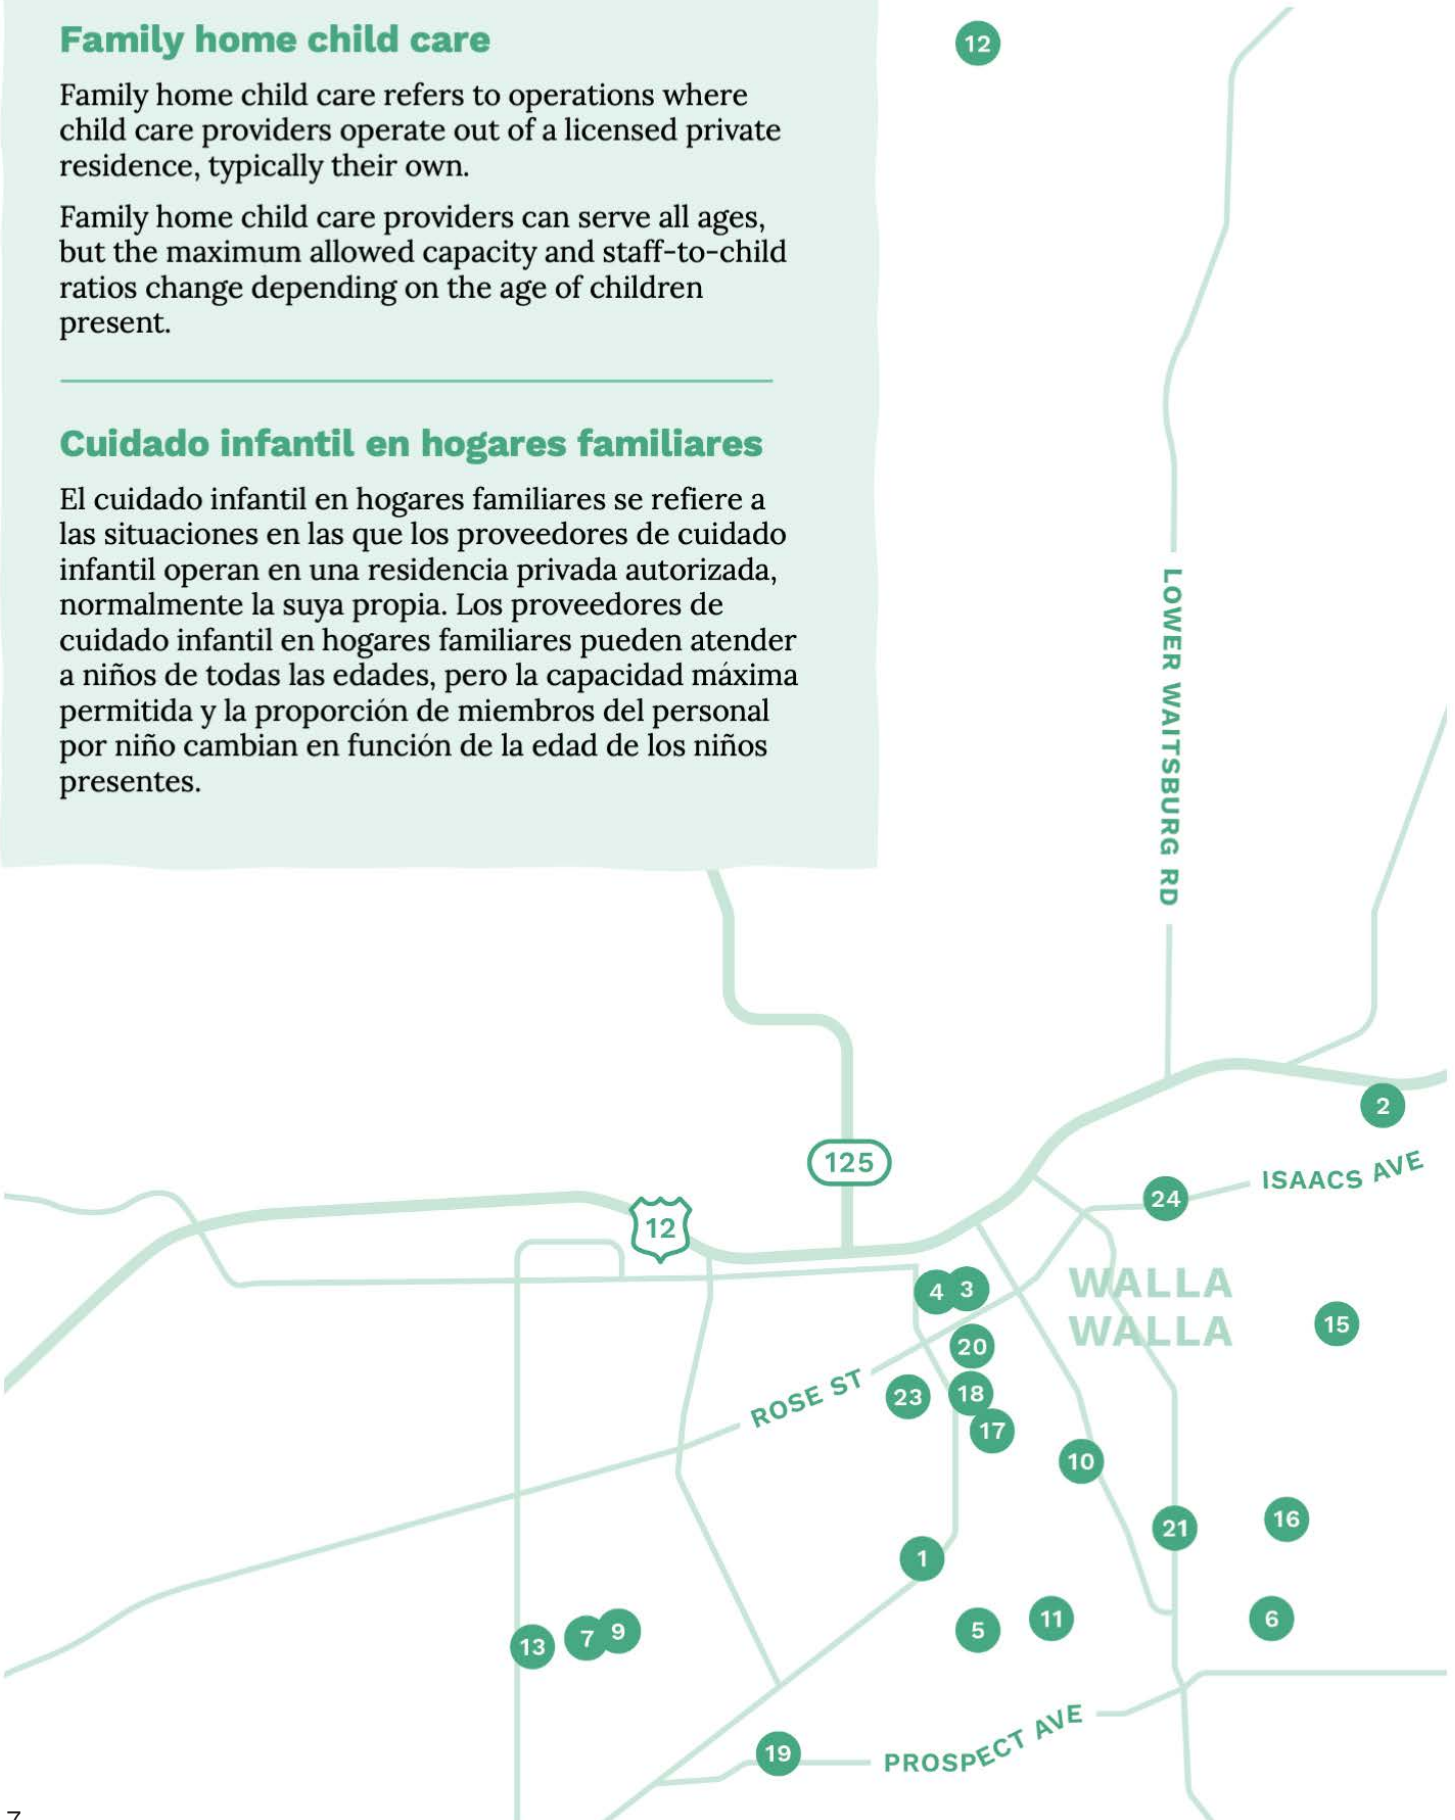 Family home child care
Family home child care refers to operations where
child care providers operate out of a licensed private
residence, typically their own.
Family home child care providers can serve all ages,
but the maximum allowed capacity and staff-to-child
ratios change depending on the age of children
present.
Cuidado infantil en hogares familiares
El cuidado infantil en hogares familiares se refiere a
las situaciones en las que los proveedores de cuidado
infantil operan en una residencia privada autorizada,
normalmente la suya propia. Los proveedores de
cuidado infantil en hogares familiares pueden atender
a niños de todas las edades, pero la capacidad máxima
permitida y la proporción de miembros del personal
por niño cambian en función de la edad de los niños
presentes.
12
LOWER WAITSBURG RD
2
125
ISAACS AVE
24
12
WALLA
WALLA
4
3
15
20
ROSE ST
23
18
17
10
16
21
1
13
7
9
5
11
6
19
PROSPECT AVE
7